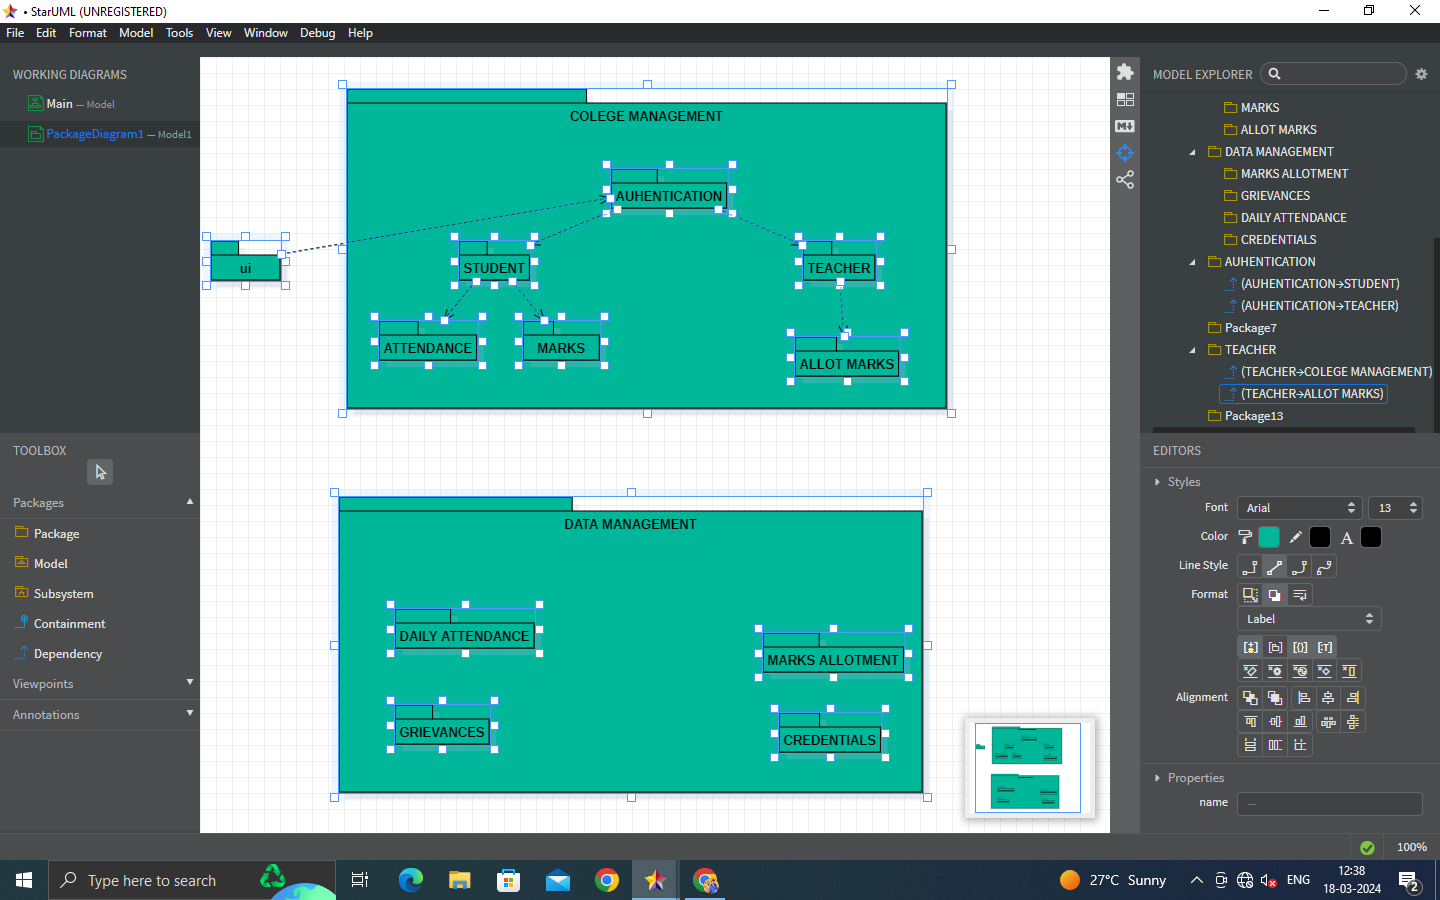 • StarUML (UNREGISTERED)
File Edit Format Model Tools View Window Debug Help
WORKING DIAGRAMS
Main — Model
PackageDiagram1 — Model1
TOOLBOX
Packages
Package
Model
Subsystem
Containment
Dependency
Viewpoints
Annotations
COLEGE MANAGEMENT
AUHENTICATION
ui
STUDENT
TEACHER
ATTENDANCE
MARKS
ALLOT MARKS
DATA MANAGEMENT
DAILY ATTENDANCE
MARKS ALLOTMENT
GRIEVANCES
CREDENTIALS
M
MODEL EXPLORER
MARKS
ALLOT MARKS
DATA MANAGEMENT
MARKS ALLOTMENT
GRIEVANCES
DAILY ATTENDANCE
CREDENTIALS
AUHENTICATION
(AUHENTICATION→STUDENT)
(AUHENTICATION→TEACHER)
Package7
TEACHER
(TEACHER→COLEGE MANAGEMENT)
(TEACHER→ALLOT MARKS)
Package13
EDITORS
Styles
Font Arial 13
Color A
Line Style
Format
Label
Alignment
Properties
name —
100%
Type here to search
27°C Sunny
ENG
12:38
18-03-2024
2